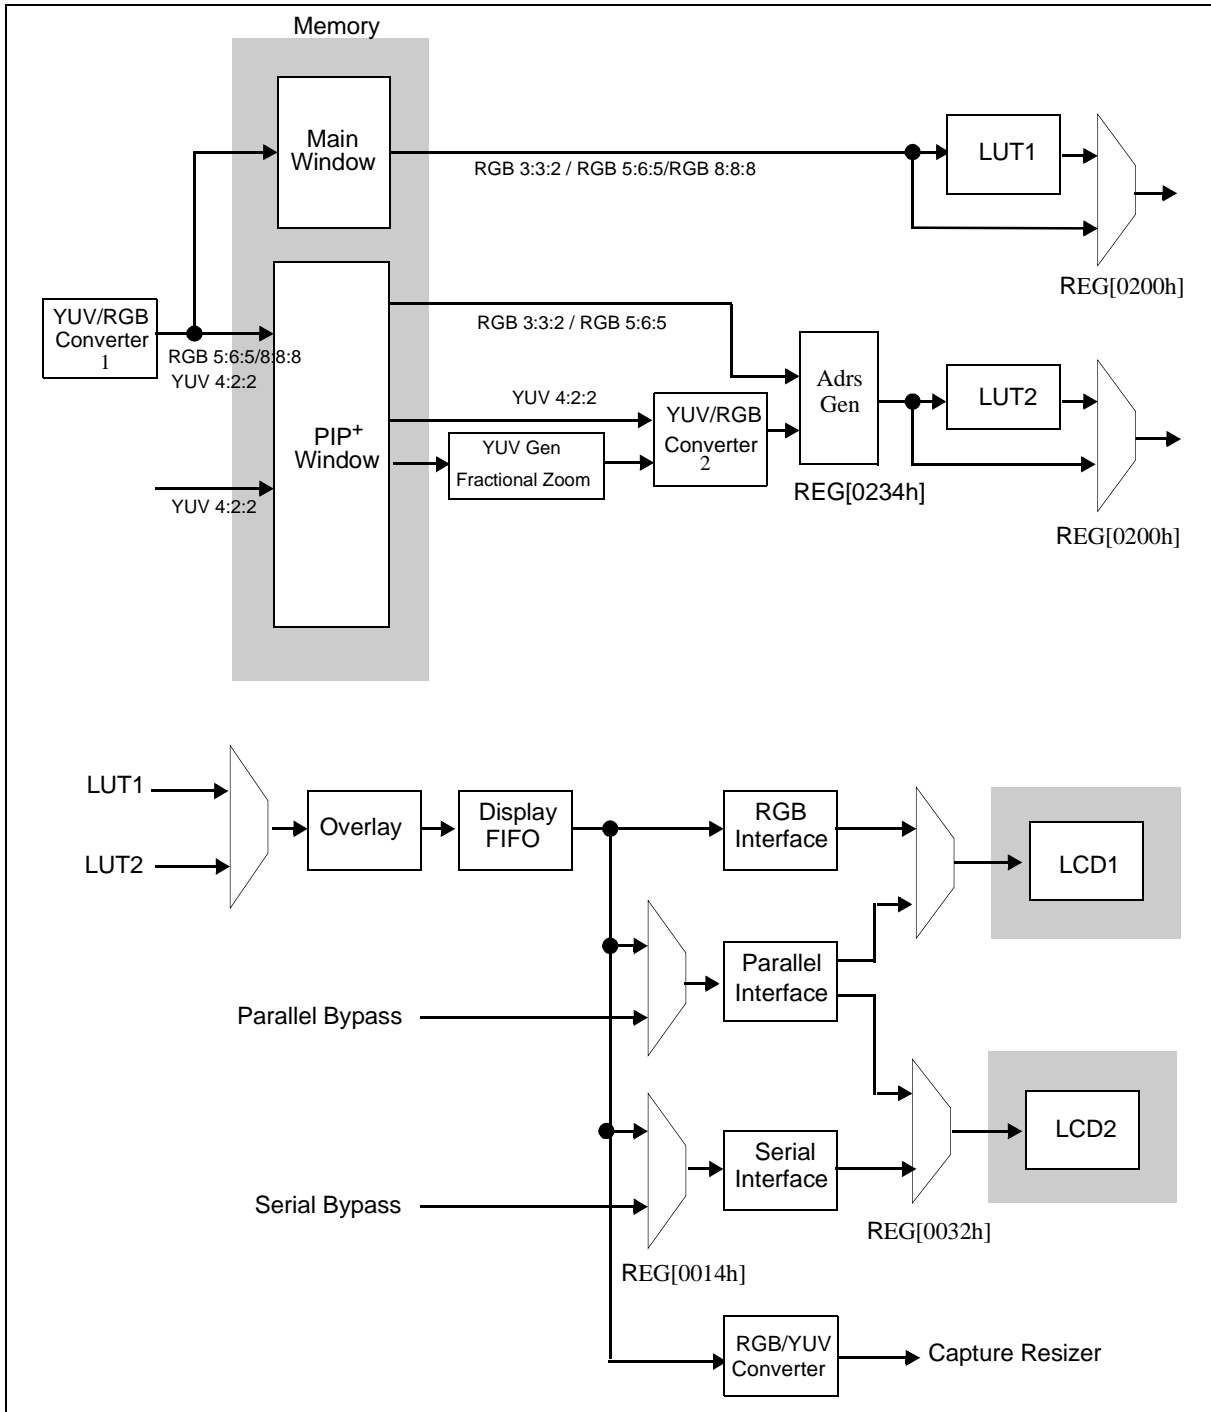 Memory
Main
Window
RGB 3:3:2 / RGB 5:6:5/RGB 8:8:8
LUT1
REG[0200h]
YUV/RGB
Converter
1
RGB 5:6:5/8:8:8
YUV 4:2:2
YUV 4:2:2
PIP+
Window
RGB 3:3:2 / RGB 5:6:5
YUV 4:2:2
YUV Gen
Fractional Zoom
YUV/RGB
Converter
2
Adrs
Gen
REG[0234h]
LUT2
REG[0200h]
LUT1
LUT2
Overlay
Display
FIFO
RGB
Interface
LCD1
Parallel
Interface
Parallel Bypass
LCD2
Serial
Interface
Serial Bypass
REG[0032h]
REG[0014h]
RGB/YUV
Converter
Capture Resizer